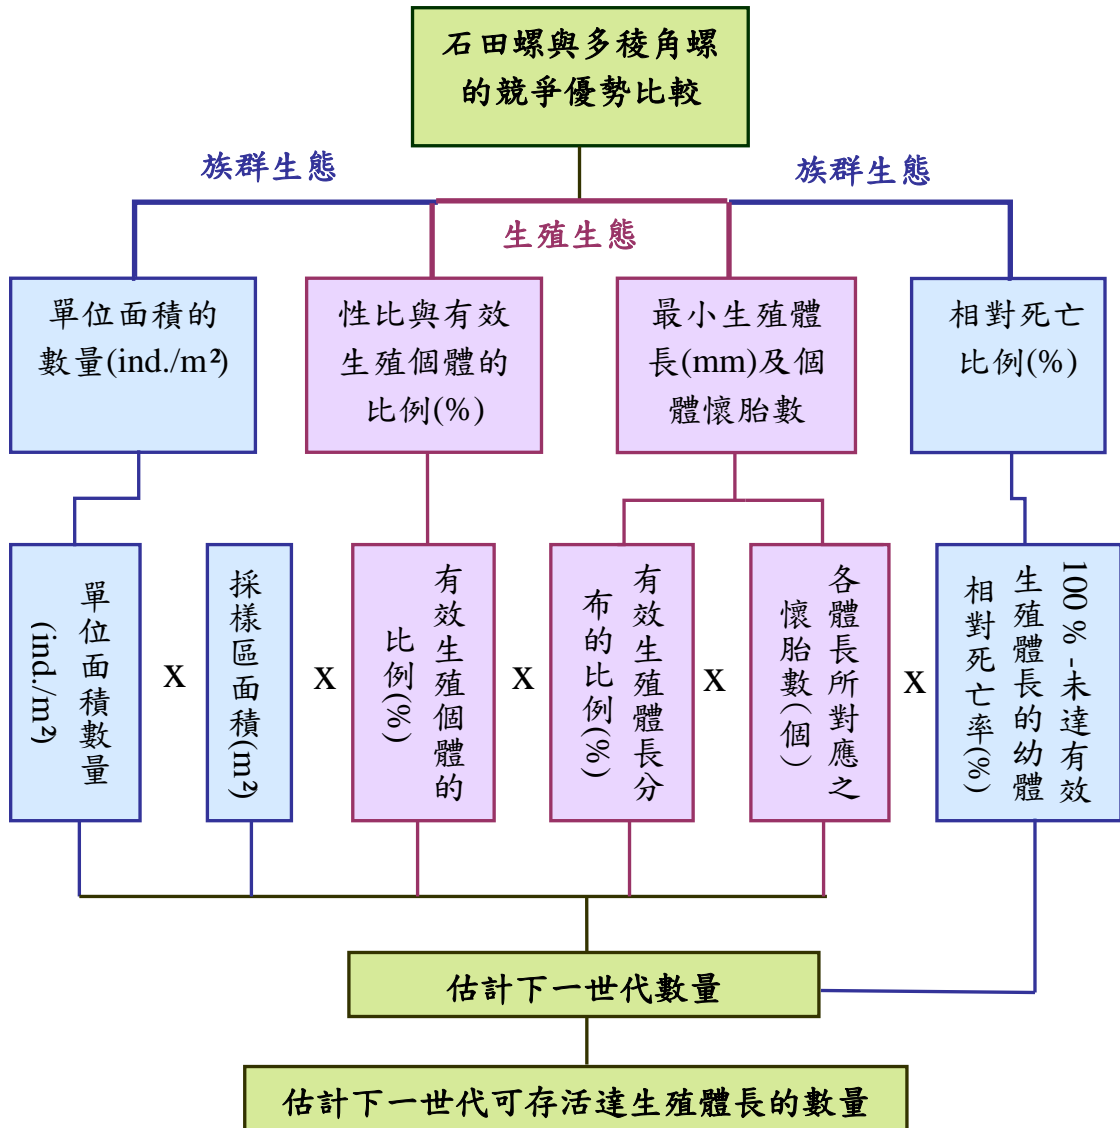 石田螺與多稜角螺
的競爭優勢比較
族群生態
族群生態
生殖生態
單位面積的
數量(ind./m²)
性比與有效
生殖個體的
比例(%)
最小生殖體
長(mm)及個
體懷胎數
相對死亡
比例(%)
單位面積數量
(ind./m²)
x
採樣區面積(m²)
x
有效生殖個體的
比例(%)
x
有效生殖體長分
布的比例(%)
x
各體長所對應之
懷胎數(個)
x
100 % -未達有效
生殖體長的幼體
相對死亡率(%)
估計下一世代數量
估計下一世代可存活達生殖體長的數量